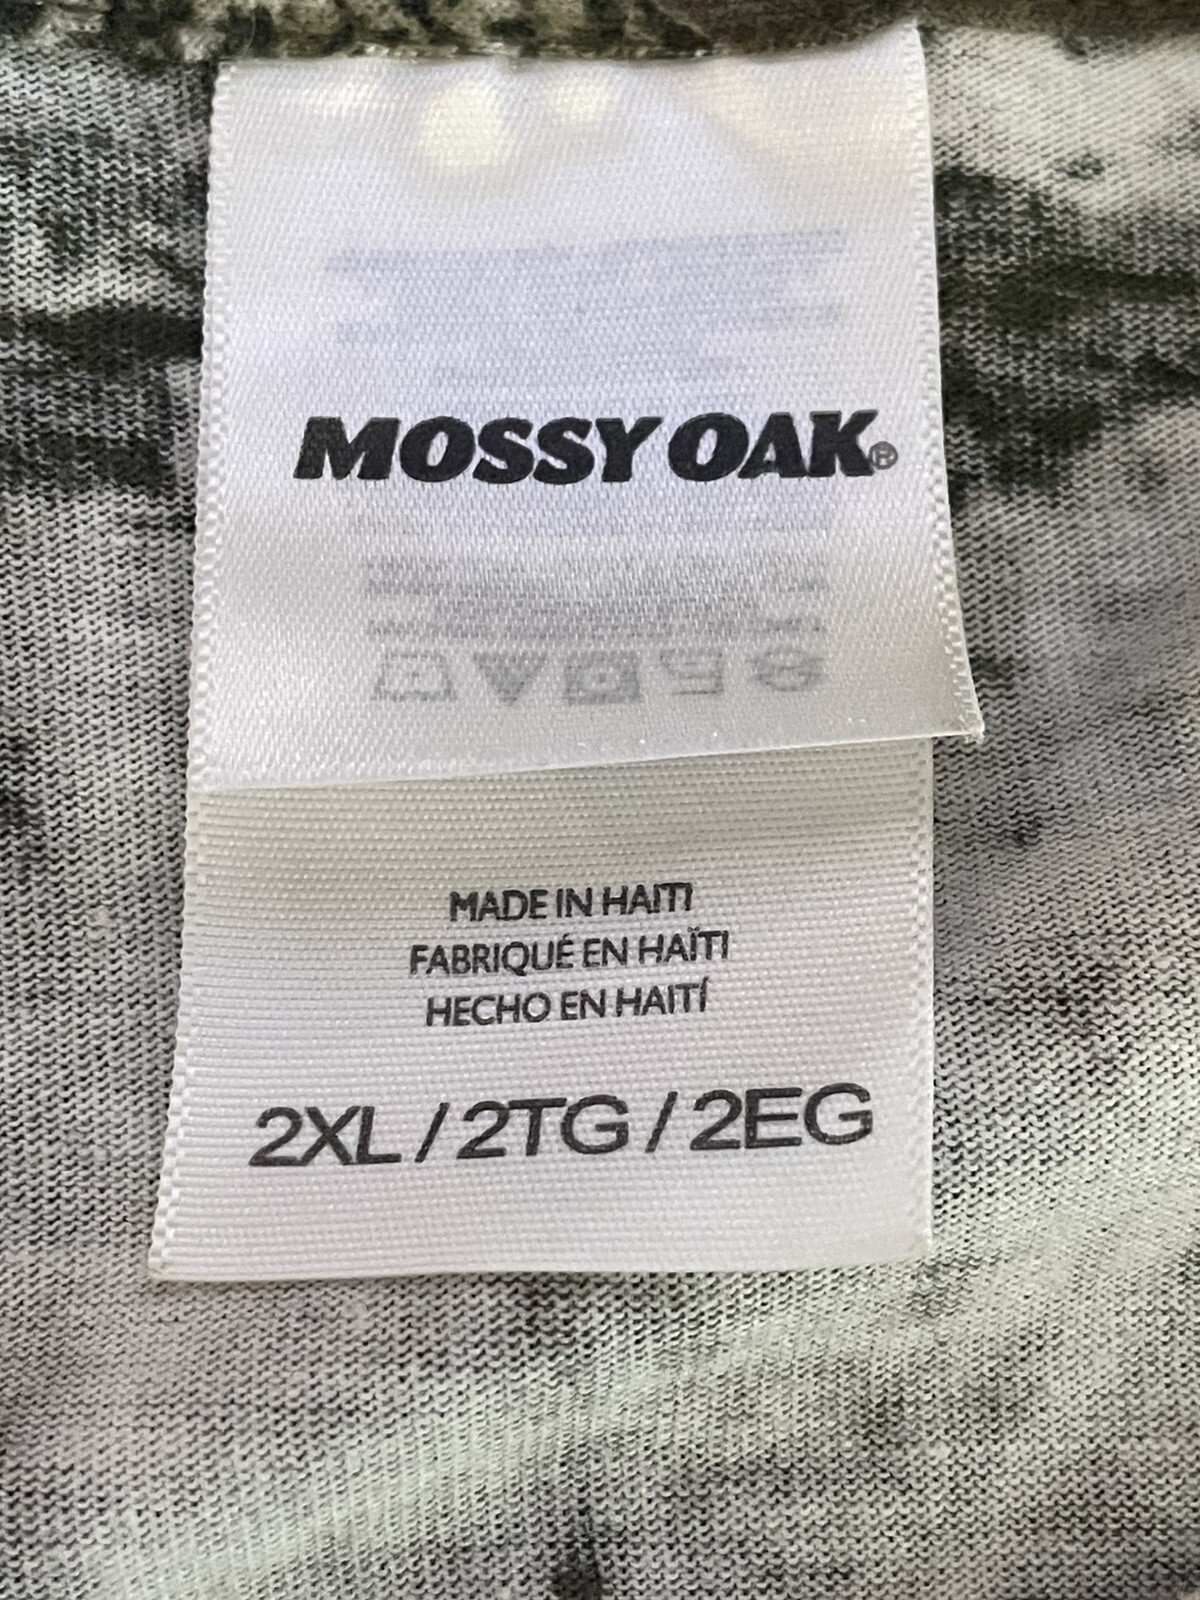 MOSSY OAK®
MADE IN HAITI
FABRIQUÉ EN HAÏTI
HECHO EN HAITÍ
2XL / 2TG / 2EG